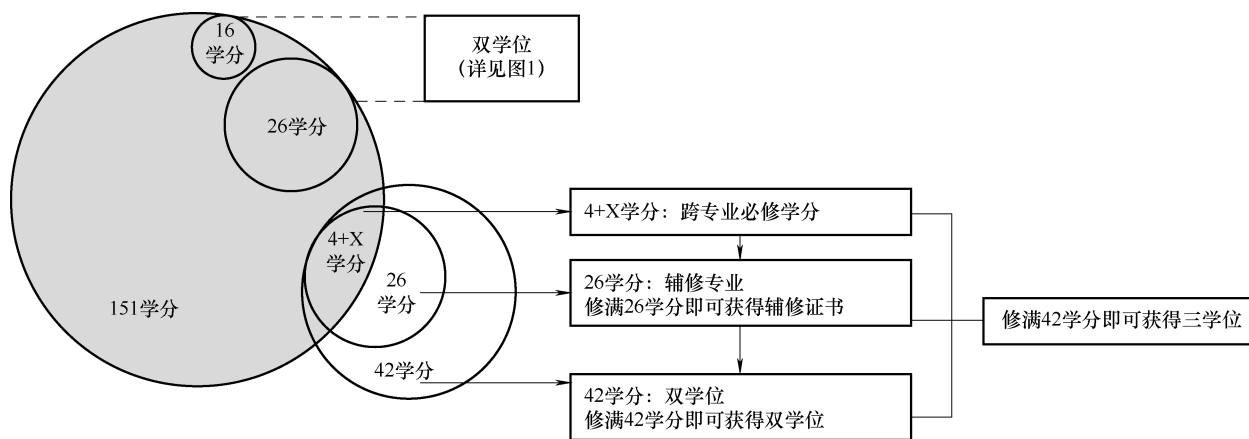 16
学分
双学位
（详见图1）
26学分
4+X
学分
26
学分
151学分
42学分
4+X学分：跨专业必修学分
26学分：辅修专业
修满26学分即可获得辅修证书
42学分：双学位
修满42学分即可获得双学位
修满42学分即可获得三学位